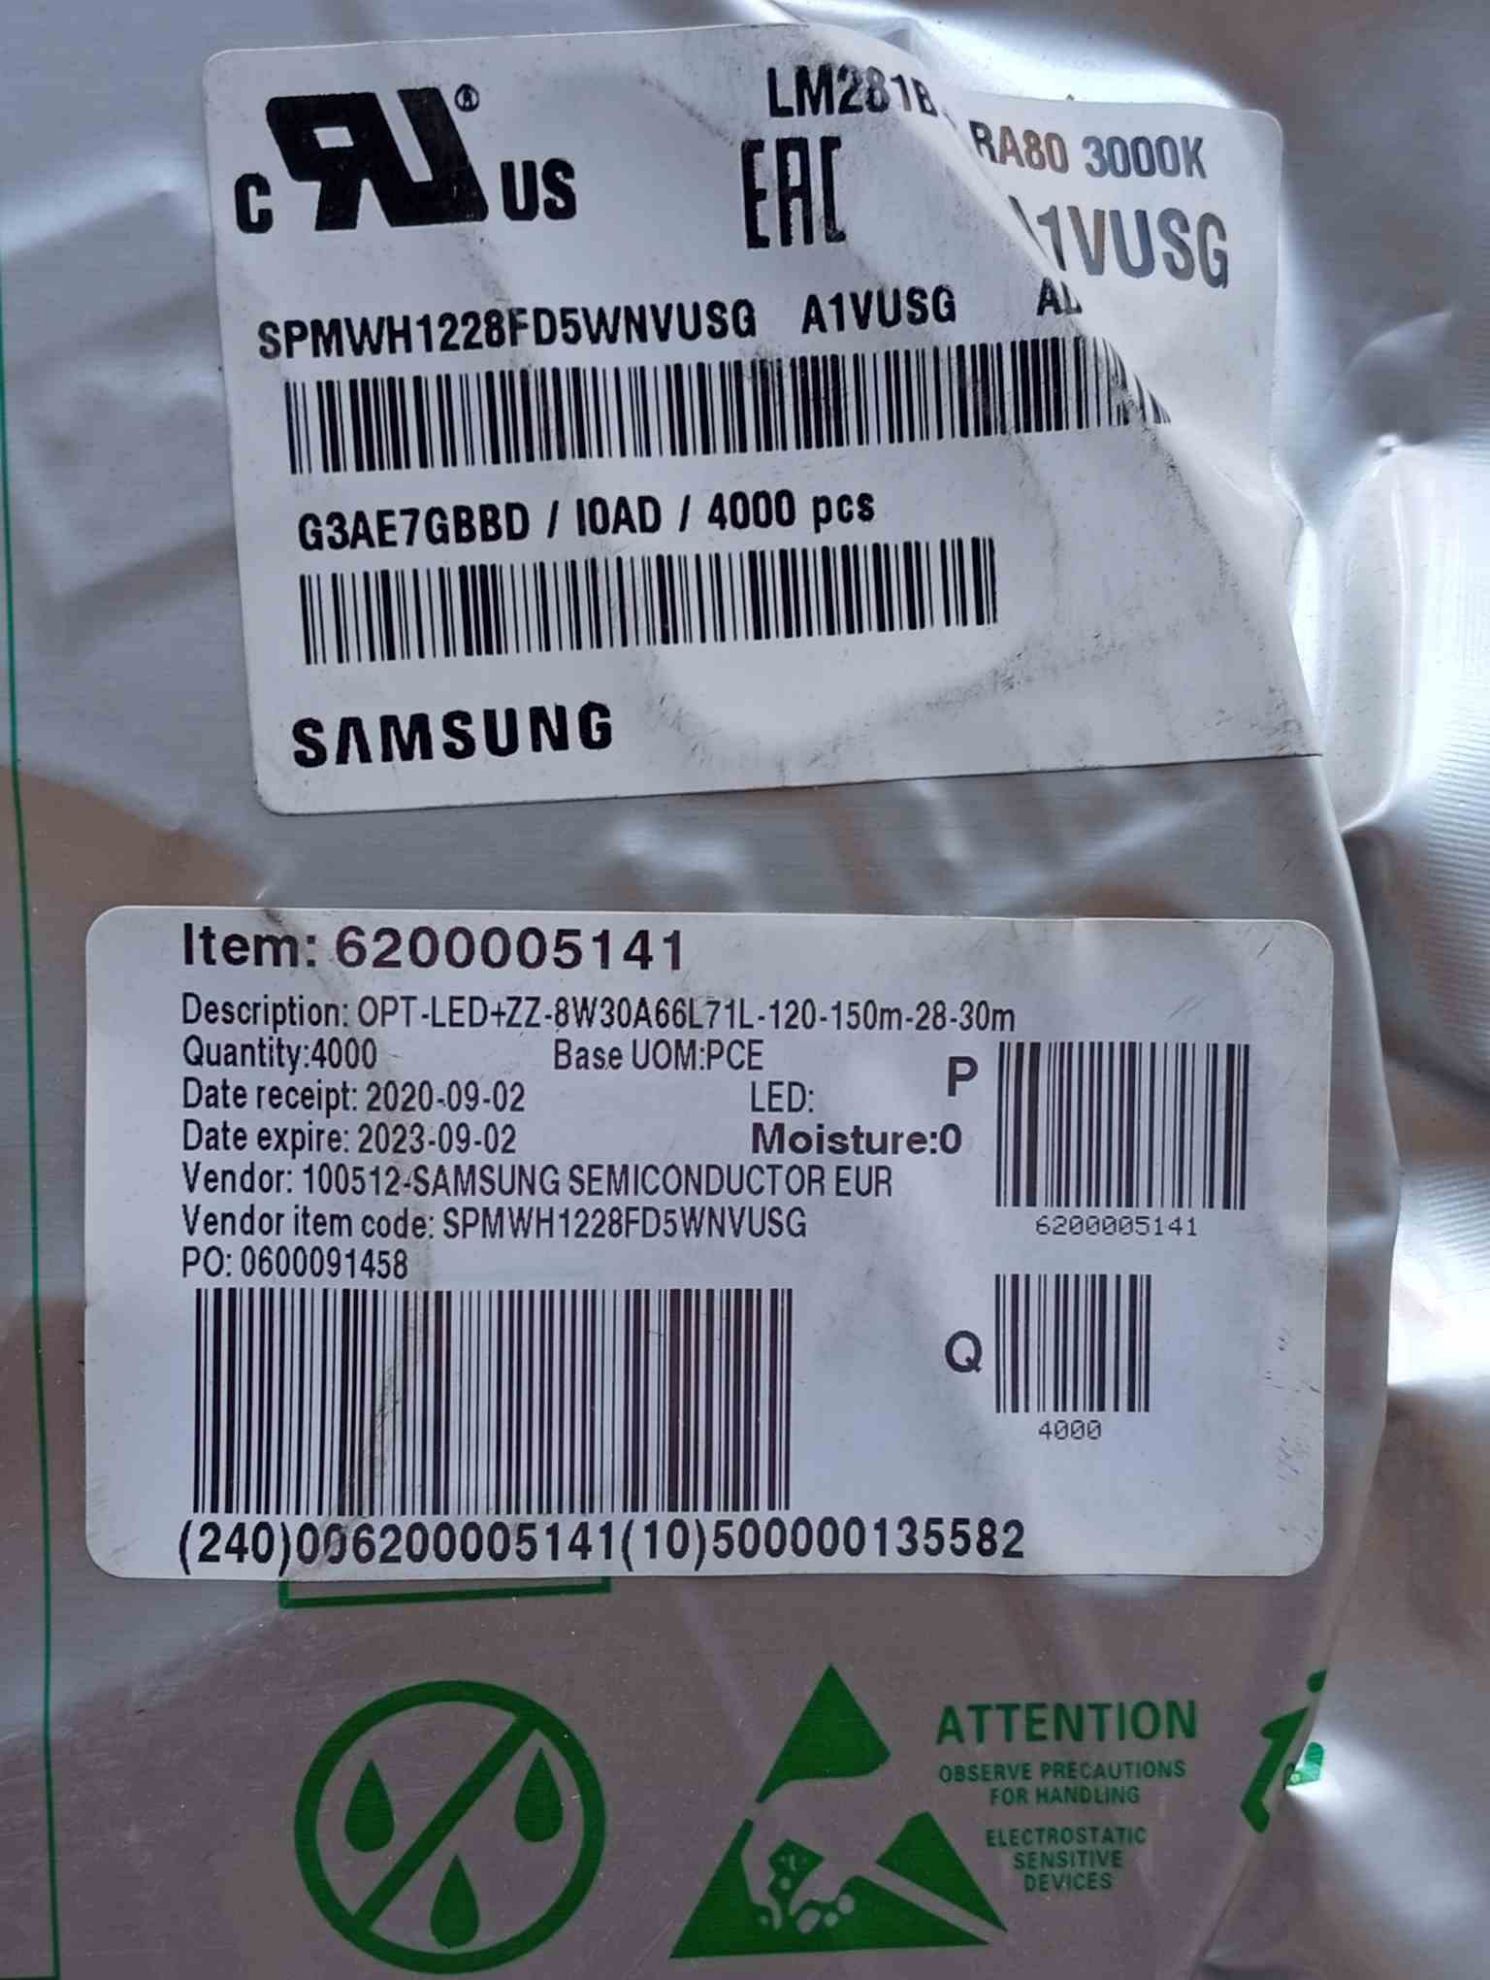 c RU ® US
LM281B
RA80 3000K
EAC
1VUSG
SPMWH1228FD5WNVUSG A1VUSG
G3AE7GBBD / I0AD / 4000 pcs
SAMSUNG
Item: 6200005141
Description: OPT-LED+ZZ-8W30A66L71L-120-150m-28-30m
Quantity:4000 Base UOM:PCE
Date receipt: 2020-09-02 LED: P
Date expire: 2023-09-02 Moisture:0
Vendor: 100512-SAMSUNG SEMICONDUCTOR EUR
Vendor item code: SPMWH1228FD5WNVUSG
6200005141
PO: 0600091458
Q
4000
(240)006200005141(10)500000135582
ATTENTION
OBSERVE PRECAUTIONS
FOR HANDLING
ELECTROSTATIC
SENSITIVE
DEVICES